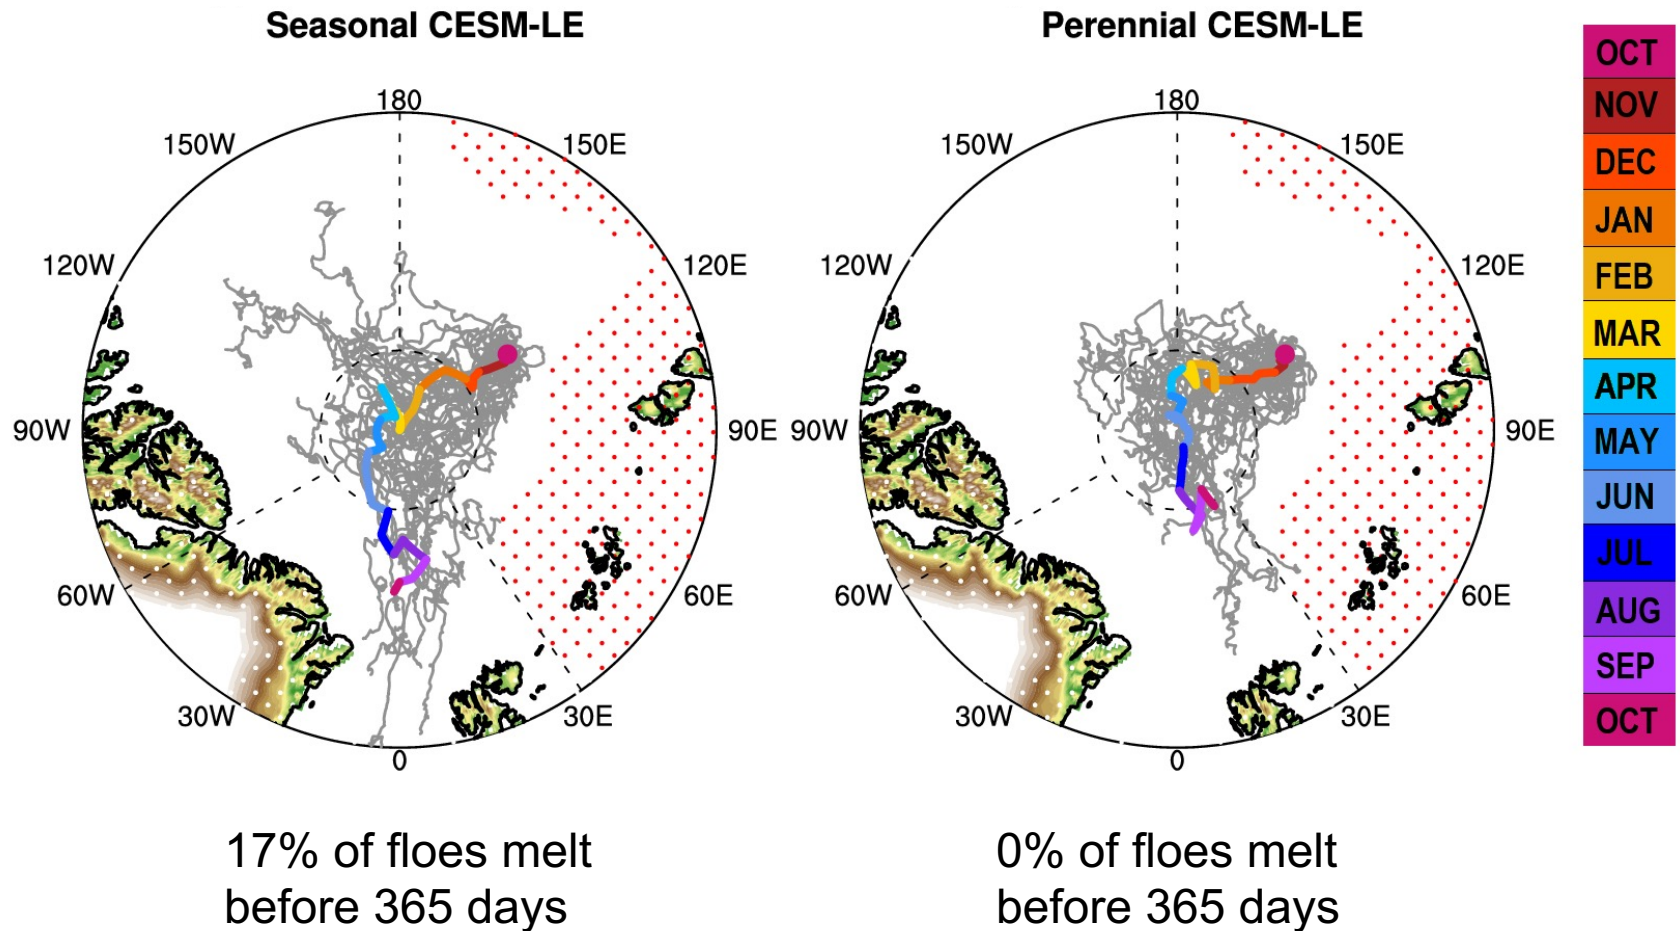 Seasonal CESM-LE
Perennial CESM-LE
180
150W
150E
120W
120E
90W
90E
60W
60E
30W
30E
0
180
150W
150E
120W
120E
90W
90E
60W
60E
30W
30E
0
OCT
NOV
DEC
JAN
FEB
MAR
APR
MAY
JUN
JUL
AUG
SEP
OCT
17% of floes melt
before 365 days
0% of floes melt
before 365 days